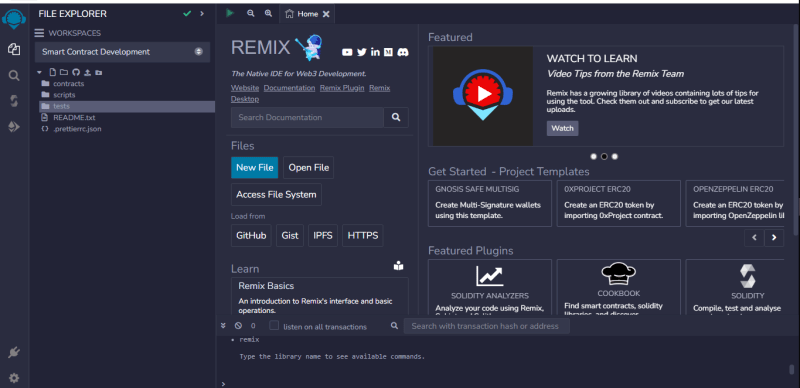 FILE EXPLORER
WORKSPACES
Smart Contract Development
contracts
scripts
tests
README.txt
.prettierrc.json
Home
REMIX
The Native IDE for Web3 Development.
Website Documentation Remix Plugin Remix
Desktop
Search Documentation
Files
New File
Open File
Access File System
Load from
GitHub
Gist
IPFS
HTTPS
Learn
Remix Basics
An introduction to Remix's interface and basic
operations.
Featured
WATCH TO LEARN
Video Tips from the Remix Team
Remix has a growing library of videos containing lots of tips for
using the tool. Check them out and subscribe to get our latest
uploads.
Watch
Get Started - Project Templates
GNOSIS SAFE MULTISIG
Create Multi-Signature wallets
using this template.
0XPROJECT ERC20
Create an ERC20 token by
importing 0xProject contract.
OPENZEPPELIN ERC20
Create an ERC20 token by
importing OpenZeppelin li
Featured Plugins
SOLIDITY ANALYZERS
Analyze your code using Remix,
COOKBOOK
Find smart contracts, solidity
libraries, and discover
SOLIDITY
Compile, test and analyse
0
listen on all transactions
Search with transaction hash or address
remix
Type the library name to see available commands.
>